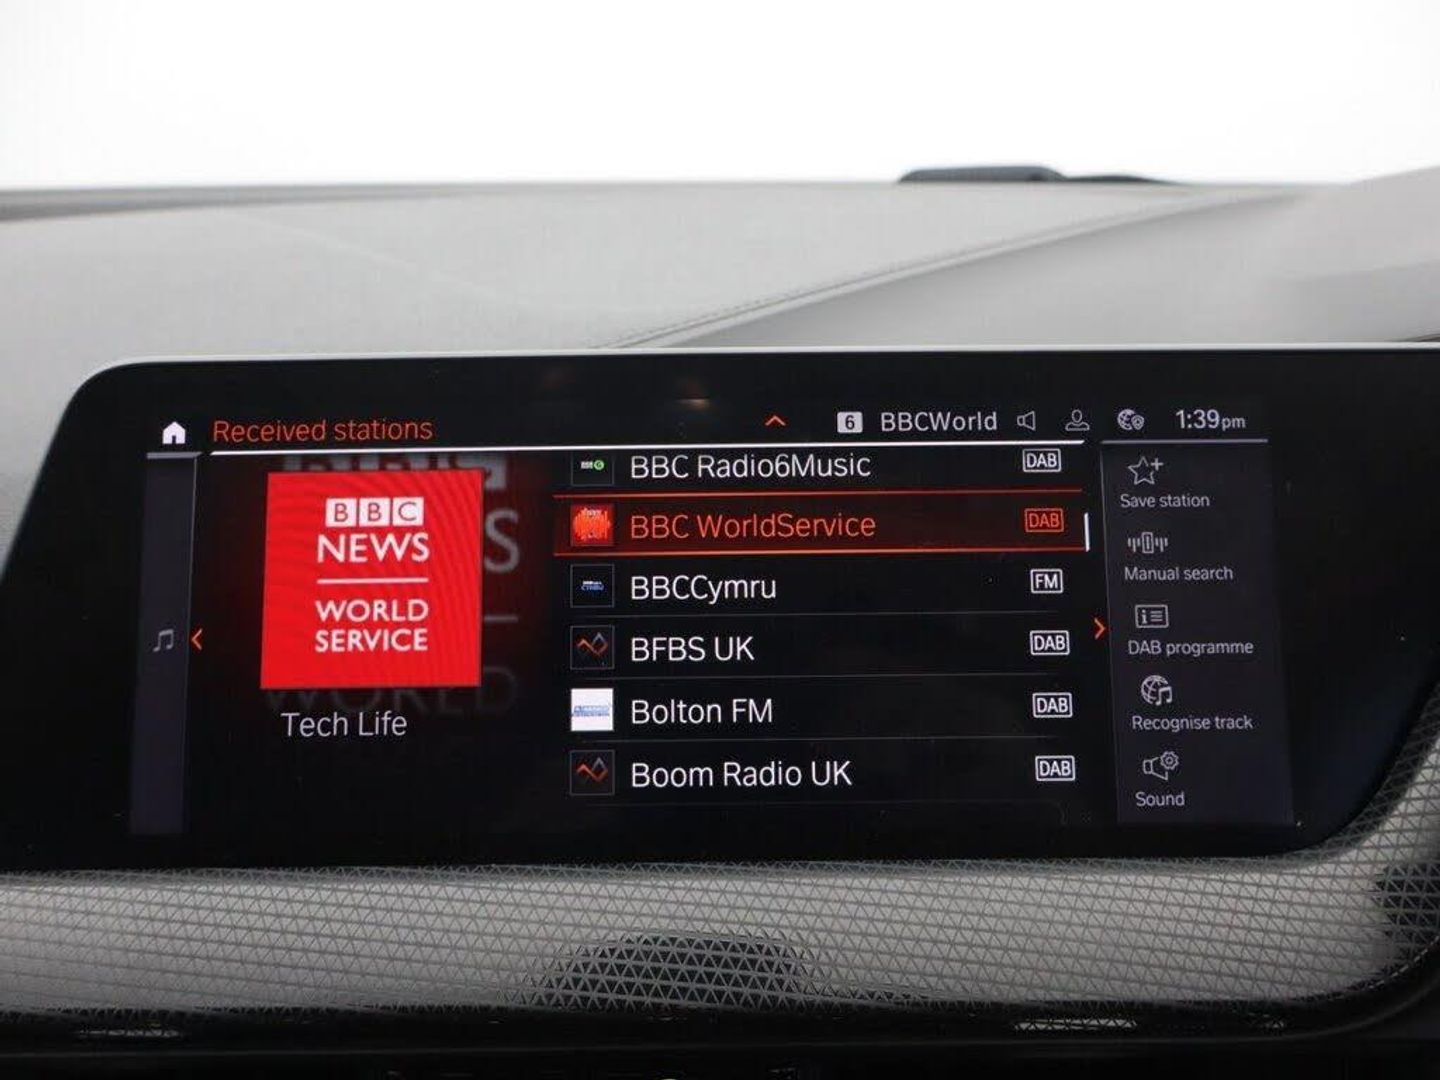 Received stations
6 BBCWorld
1:39pm
BBC
NEWS
WORLD
SERVICE
Tech Life
BBC Radio6Music DAB
BBC WorldService DAB
BBCCymru FM
BFBS UK DAB
Bolton FM DAB
Boom Radio UK DAB
Save station
Manual search
DAB programme
Recognise track
Sound